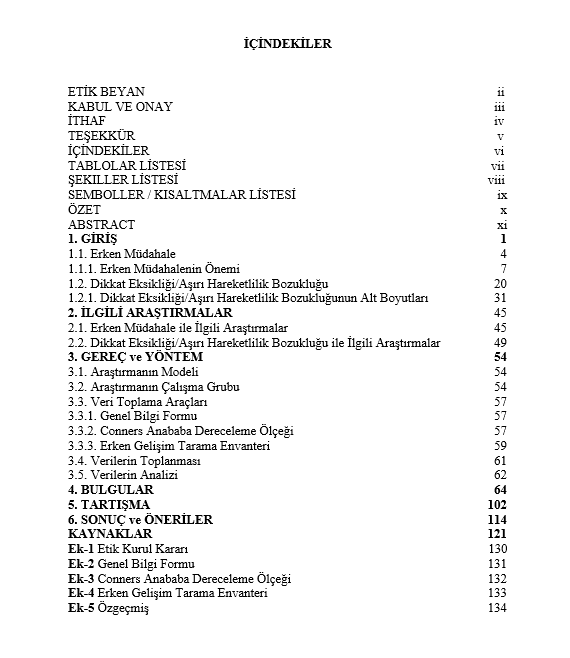 İÇİNDEKİLER
ETİK BEYAN ii
KABUL VE ONAY iii
İTHAF iv
TEŞEKKÜR v
İÇİNDEKİLER vi
TABLOLAR LİSTESİ vii
ŞEKILLER LİSTESİ viii
SEMBOLLER / KISALTMALAR LİSTESİ ix
ÖZET x
ABSTRACT xi
1. GİRİŞ 1
1.1. Erken Müdahale 4
1.1.1. Erken Müdahalenin Önemi 7
1.2. Dikkat Eksikliği/Aşırı Hareketlilik Bozukluğu 20
1.2.1. Dikkat Eksikliği/Aşırı Hareketlilik Bozukluğunun Alt Boyutları 31
2. İLGİLİ ARAŞTIRMALAR 45
2.1. Erken Müdahale ile İlgili Araştırmalar 45
2.2. Dikkat Eksikliği/Aşırı Hareketlilik Bozukluğu ile İlgili Araştırmalar 49
3. GEREÇ ve YÖNTEM 54
3.1. Araştırmanın Modeli 54
3.2. Araştırmanın Çalışma Grubu 54
3.3. Veri Toplama Araçları 57
3.3.1. Genel Bilgi Formu 57
3.3.2. Conners Anababa Dereceleme Ölçeği 57
3.3.3. Erken Gelişim Tarama Envanteri 59
3.4. Verilerin Toplanması 61
3.5. Verilerin Analizi 62
4. BULGULAR 64
5. TARTIŞMA 102
6. SONUÇ ve ÖNERİLER 114
KAYNAKLAR 121
Ek-1 Etik Kurul Kararı 130
Ek-2 Genel Bilgi Formu 131
Ek-3 Conners Anababa Dereceleme Ölçeği 132
Ek-4 Erken Gelişim Tarama Envanteri 133
Ek-5 Özgeçmiş 134